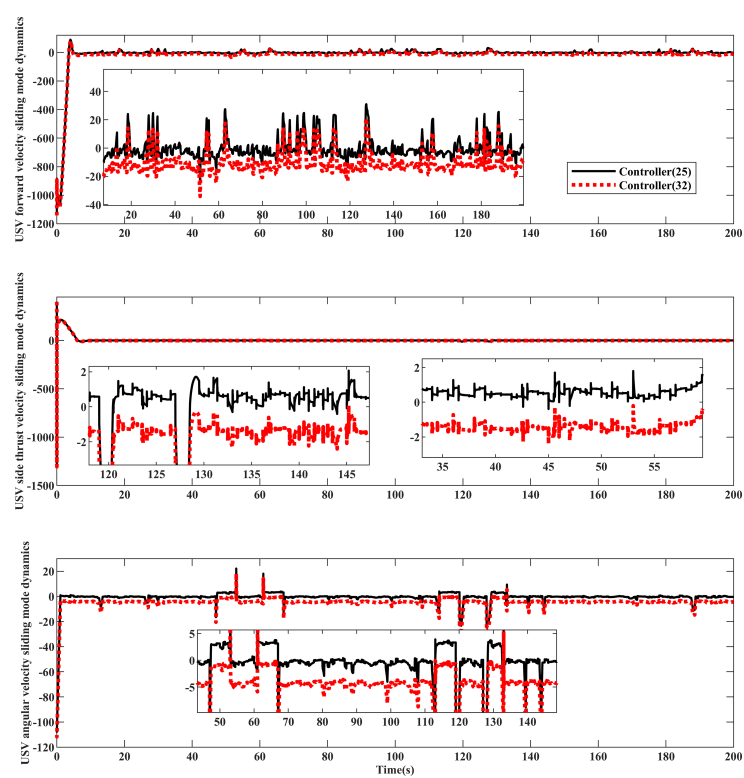 USV forward velocity sliding mode dynamics
0
-200
-400
-600
-800
-1000
-1200
40
20
0
-20
-40
20 40 60 80 100 120 140 160 180
Controller(25)
Controller(32)
20 40 60 80 100 120 140 160 180 200
USV side thrust velocity sliding mode dynamics
0
-500
-1000
-1500
2
0
-2
120 125 130 135 140 145
2
0
-2
35 40 45 50 55
0 20 40 60 80 100 120 140 160 180 200
USV angular velocity sliding mode dynamics
20
0
-20
-40
-60
-80
-100
-120
5
0
-5
50 60 70 80 90 100 110 120 130 140
0 20 40 60 80 100 120 140 160 180 200
Time(s)